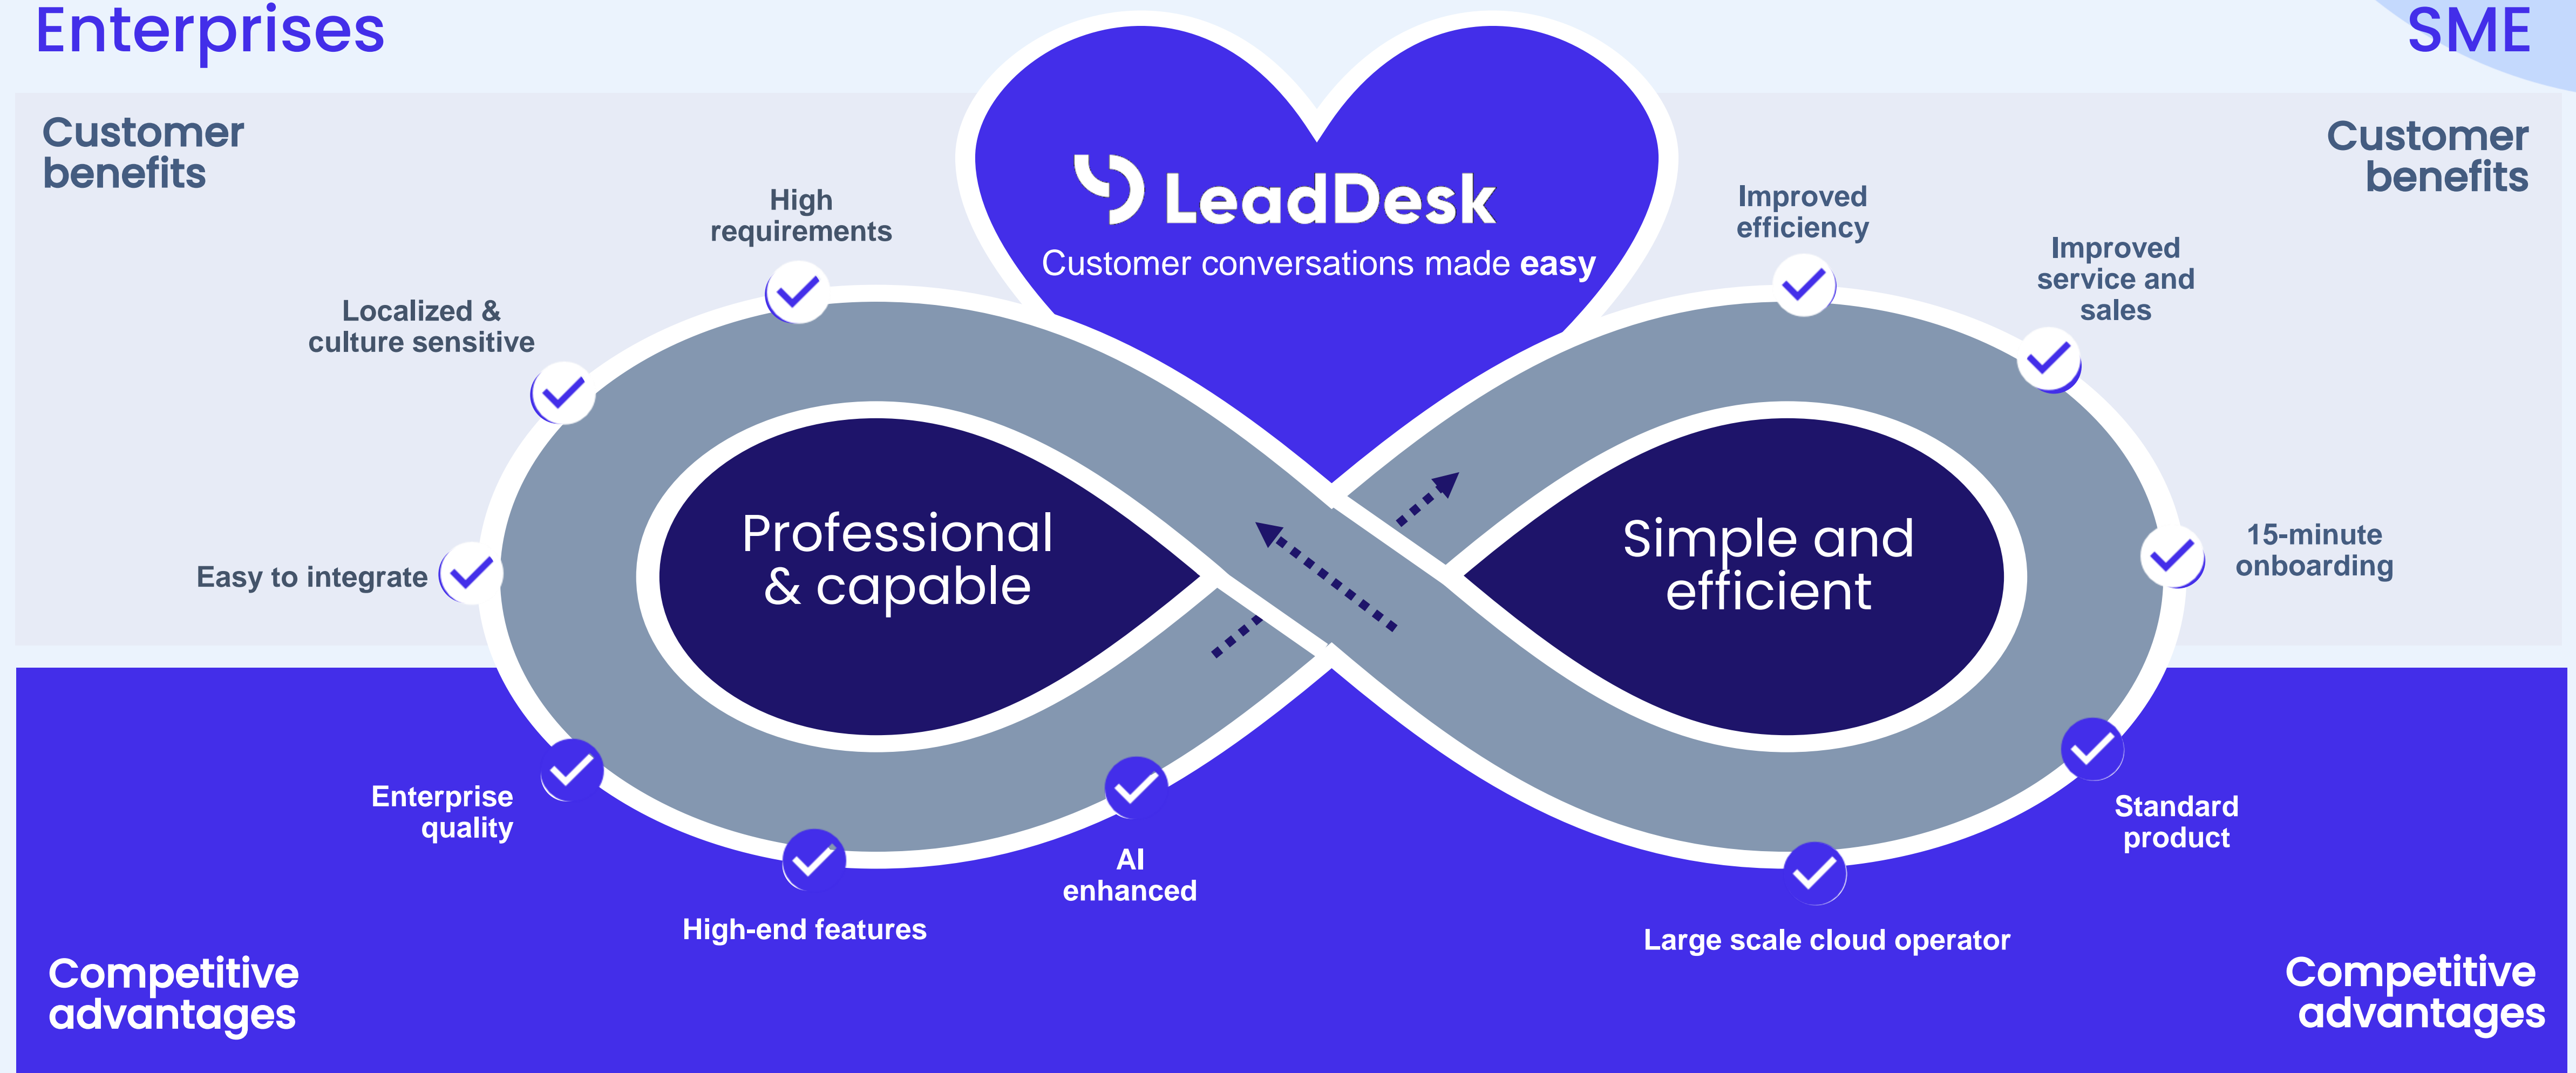 Enterprises
SME
Customer
benefits
Customer
benefits
LeadDesk
Customer conversations made easy
High
requirements
Localized &
culture sensitive
Easy to integrate
Improved
efficiency
Improved
service and
sales
15-minute
onboarding
Professional
& capable
Simple and
efficient
Enterprise
quality
High-end features
AI
enhanced
Standard
product
Large scale cloud operator
Competitive
advantages
Competitive
advantages